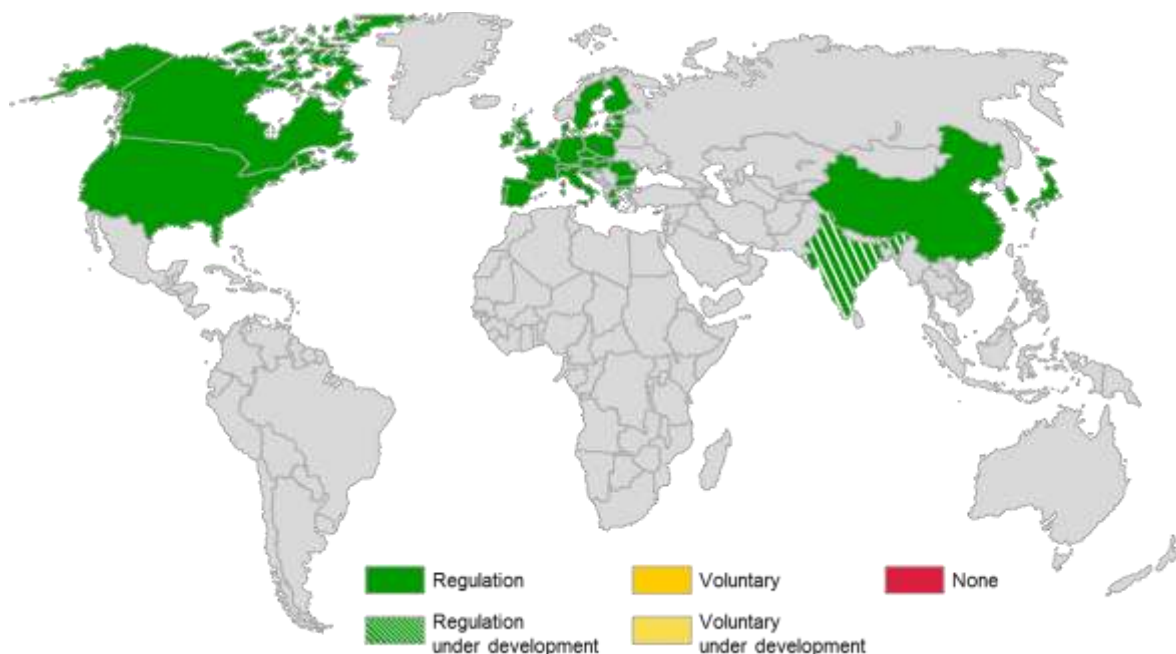 Regulation
Voluntary
None
Regulation
under development
Voluntary
under development